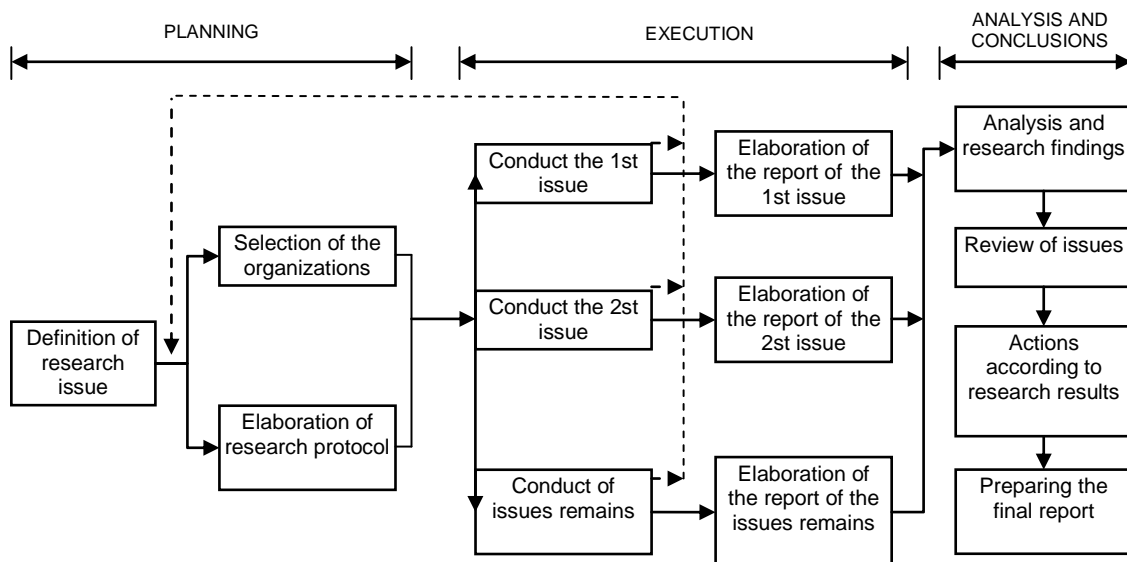 PLANNING
EXECUTION
ANALYSIS AND
CONCLUSIONS
Definition of
research
issue
Selection of the
organizations
Elaboration of
research protocol
Conduct the 1st
issue
Conduct the 2st
issue
Conduct of
issues remains
Elaboration of
the report of the
1st issue
Elaboration of
the report of the
2st issue
Elaboration of
the report of the
issues remains
Analysis and
research findings
Review of issues
Actions
according to
research results
Preparing the
final report